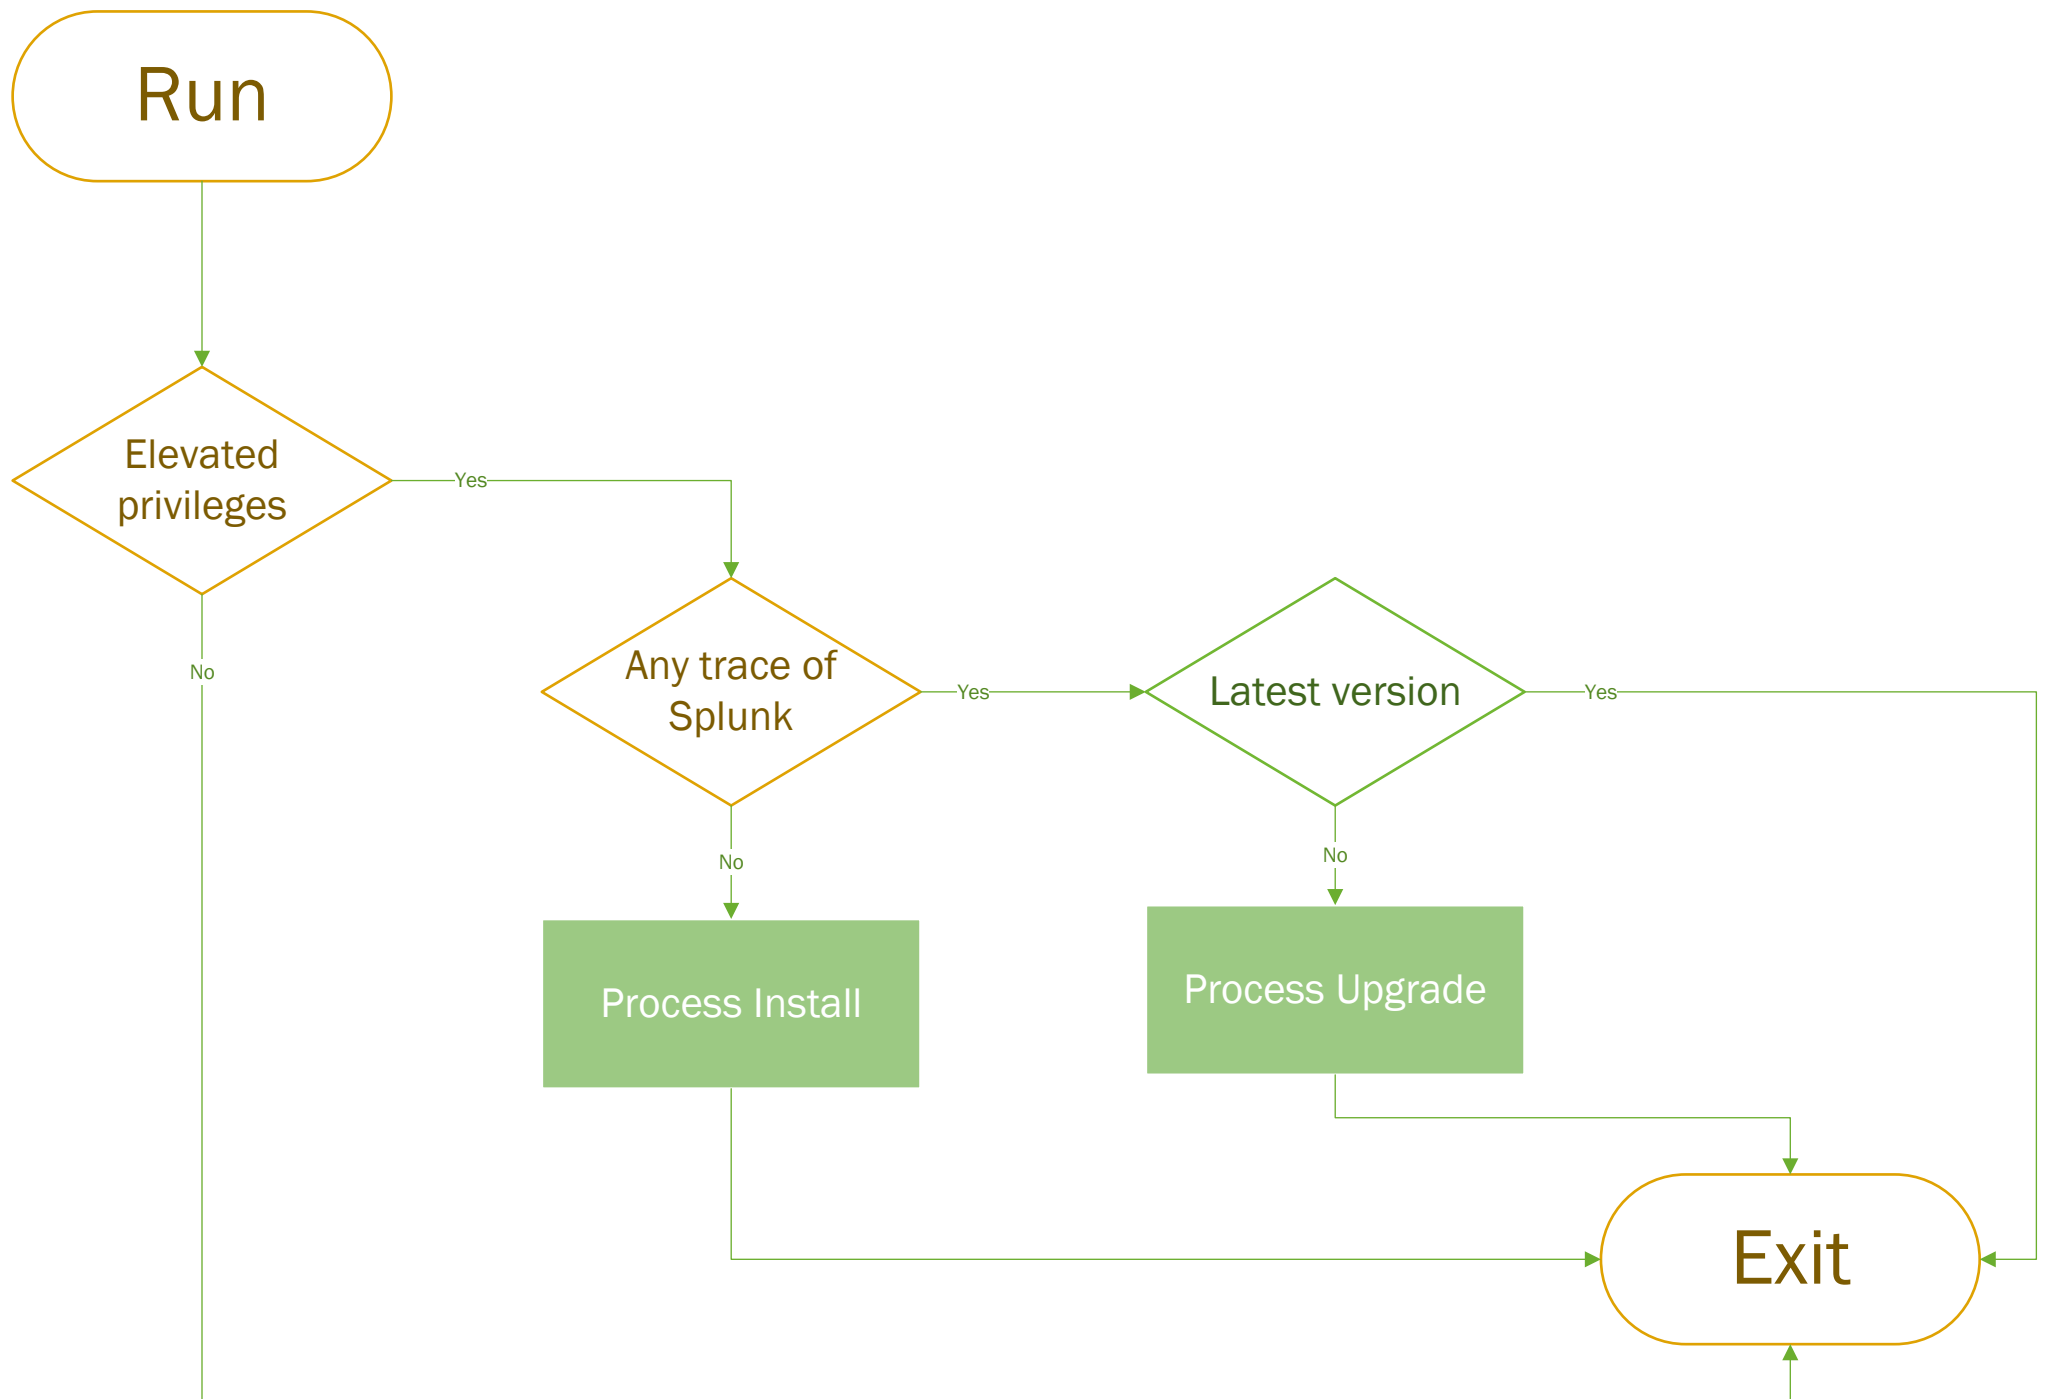 Run
Elevated
privileges
Yes
No
Any trace of
Splunk
Yes
Latest version
Yes
No
No
Process Install
Process Upgrade
Exit